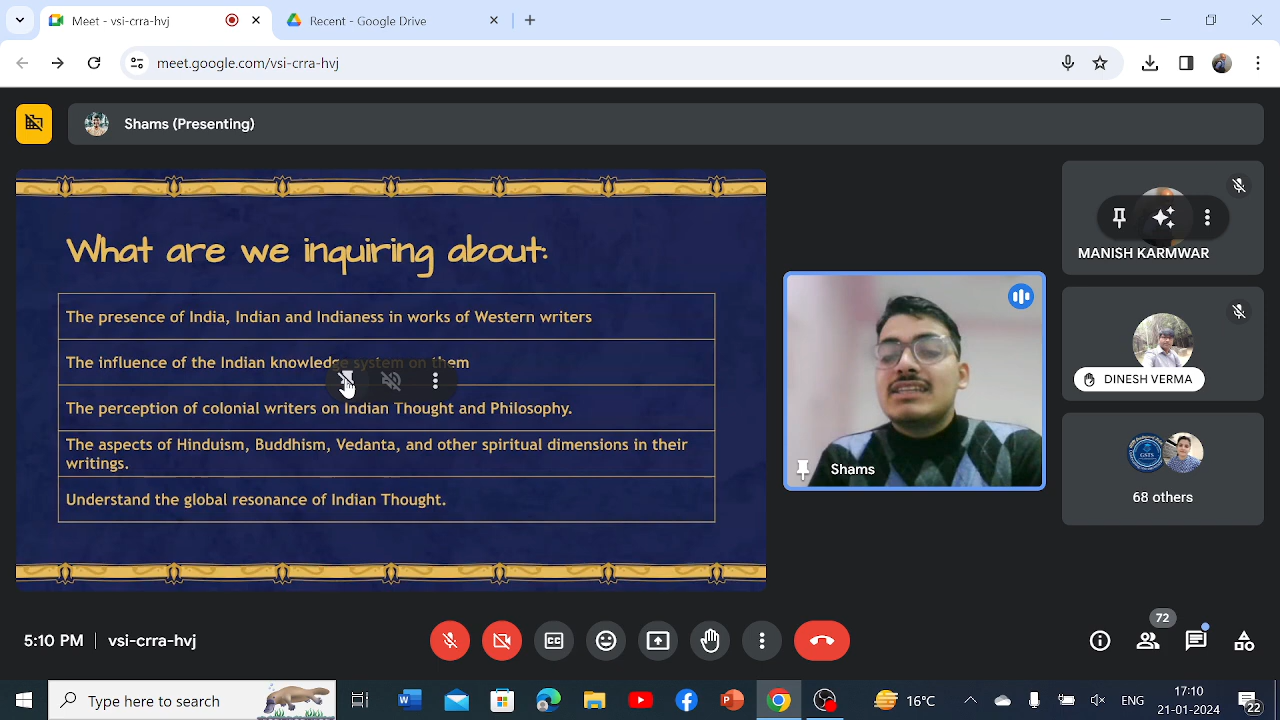 Meet - vsi-crra-hvj
Recent - Google Drive
meet.google.com/vsi-crra-hvj
Shams (Presenting)
What are we inquiring about:
The presence of India, Indian and Indianess in works of Western writers
The influence of the Indian knowledge system on them
The perception of colonial writers on Indian Thought and Philosophy.
The aspects of Hinduism, Buddhism, Vedanta, and other spiritual dimensions in their
writings.
Understand the global resonance of Indian Thought.
Shams
MANISH KARMWAR
DINESH VERMA
GSTS
68 others
5:10 PM | vsi-crra-hvj
72
Type here to search
16°C
ENG
17:10
21-01-2024
22